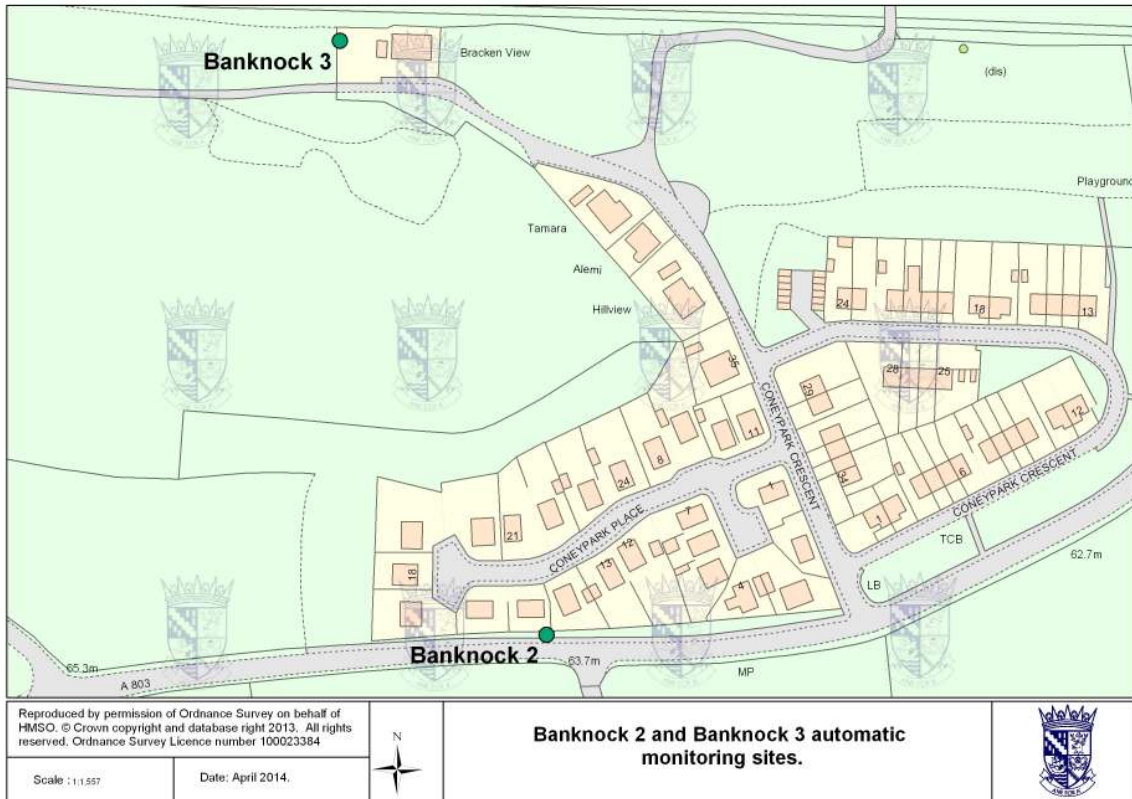 Banknock 3
Bracken View
(dis)
Playground
Tamara
Alemi
Hillview
24
18
13
35
28
25
29
CONEYPARK CRESCENT
12
11
8
34
6
24
1
7
1
CONEYPARK CRESCENT
21
CONEYPARK PLACE
12
13
18
4
TCB
LB
62.7m
Banknock 2
63.7m
MP
65.3m
A 803
Reproduced by permission of Ordnance Survey on behalf of
HMSO. © Crown copyright and database right 2013. All rights
reserved. Ordnance Survey Licence number 100023384
Scale : 1:1,557
Date: April 2014.
N
Banknock 2 and Banknock 3 automatic
monitoring sites.